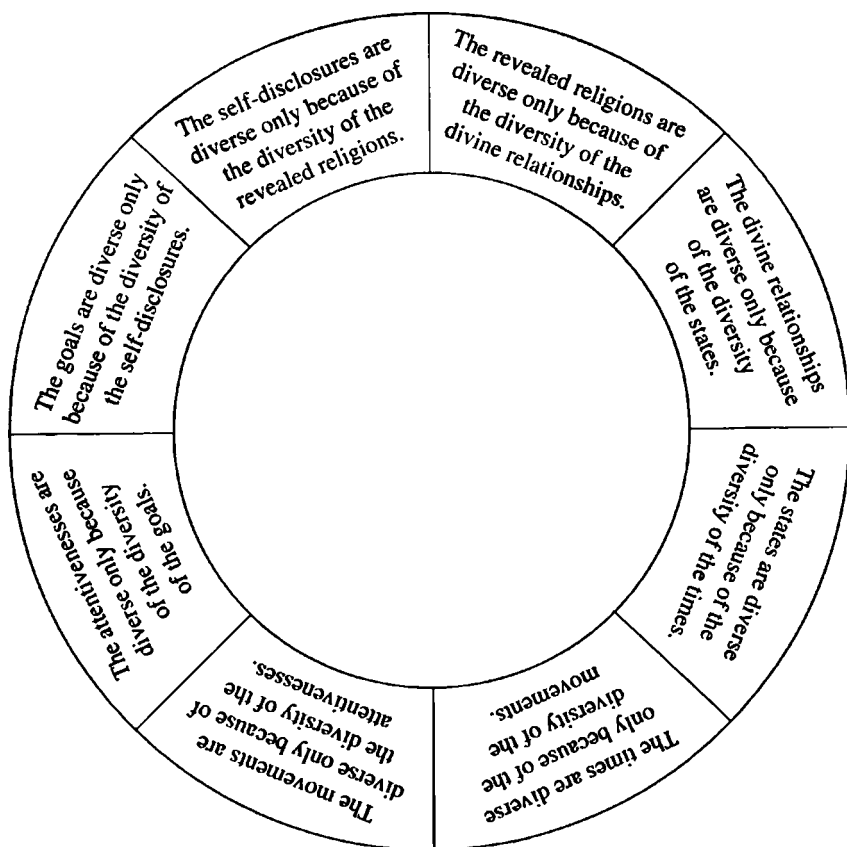 The revealed religions are
diverse only because of
the diversity of the
divine relationships.
The divine relationships
are diverse only because
of the diversity
of the states.
The states are diverse
only because of the
diversity of the times.
The times are diverse
only because of the
diversity of the
movements.
The movements are
diverse only because of
the diversity of the
attentivenesses.
The attentivenesses are
diverse only because
of the diversity
of the goals.
The goals are diverse only
because of the diversity of
the self-disclosures.
The self-disclosures are
diverse only because of
the diversity of the
revealed religions.